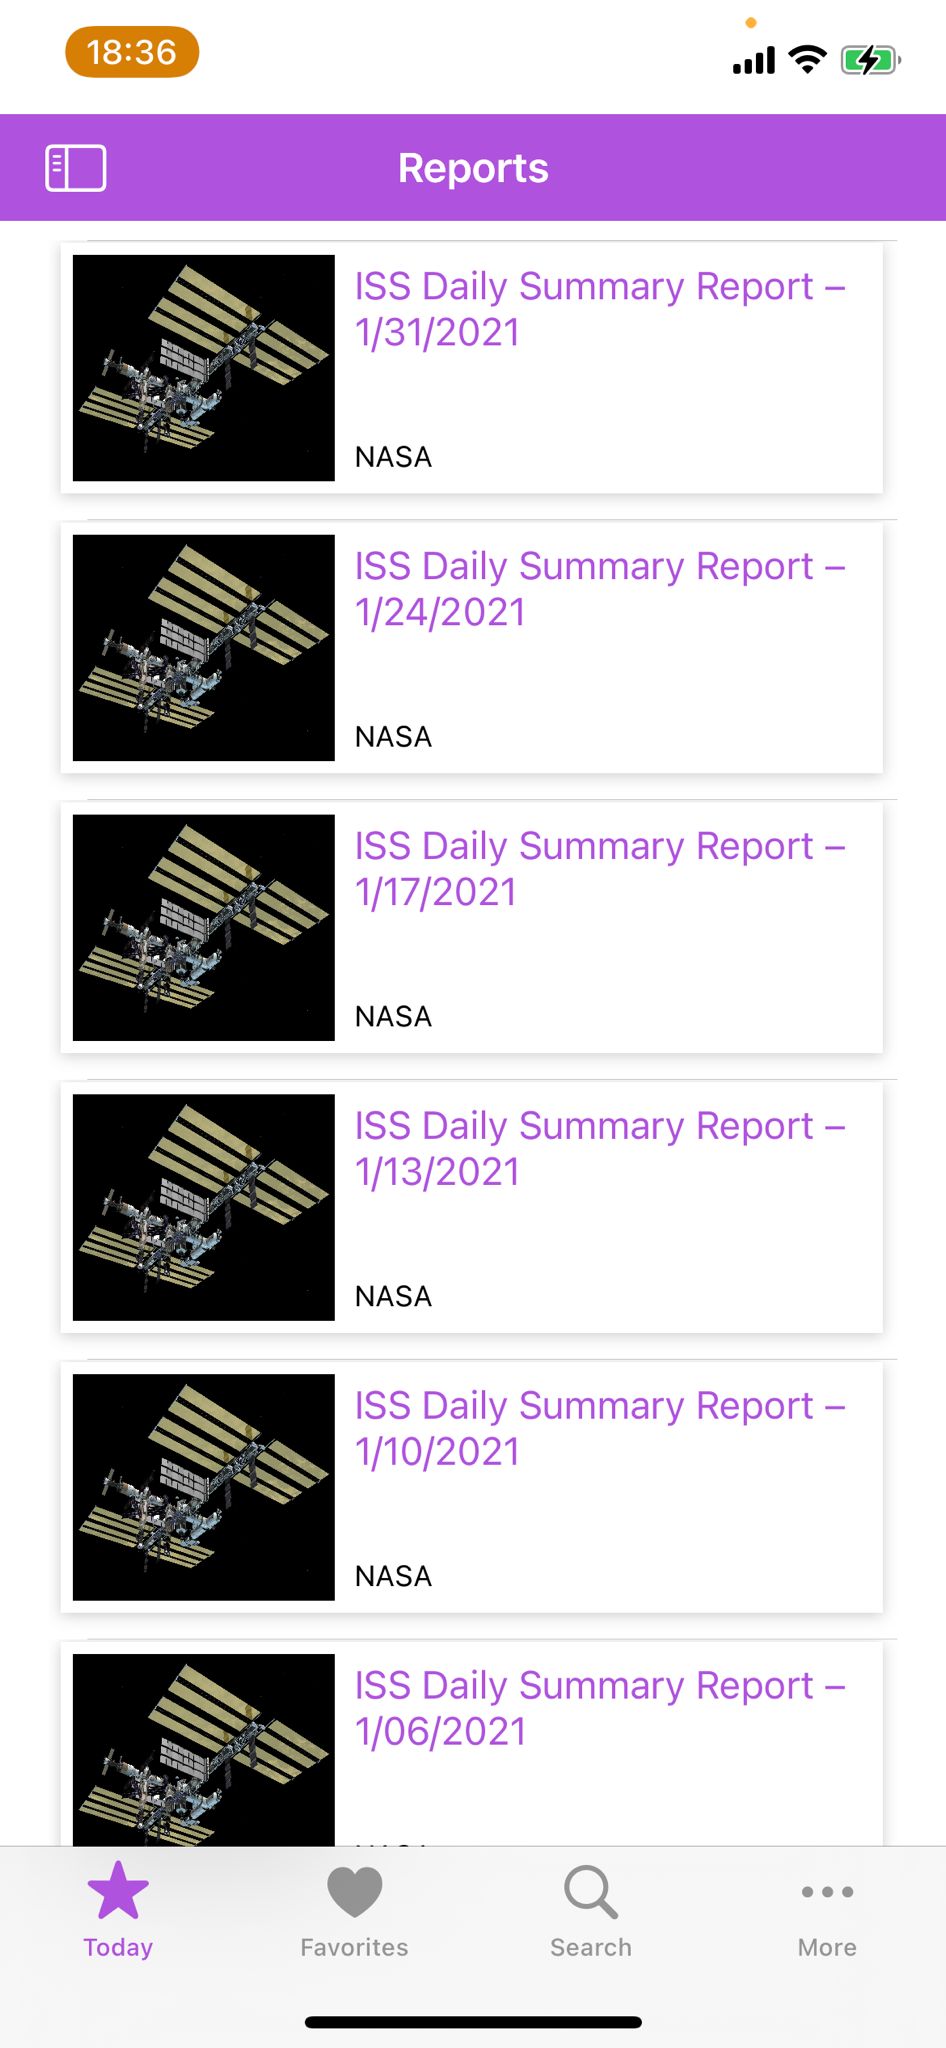 18:36
Reports
ISS Daily Summary Report –
1/31/2021
NASA
ISS Daily Summary Report –
1/24/2021
NASA
ISS Daily Summary Report –
1/17/2021
NASA
ISS Daily Summary Report –
1/13/2021
NASA
ISS Daily Summary Report –
1/10/2021
NASA
ISS Daily Summary Report –
1/06/2021
Today
Favorites
Search
More